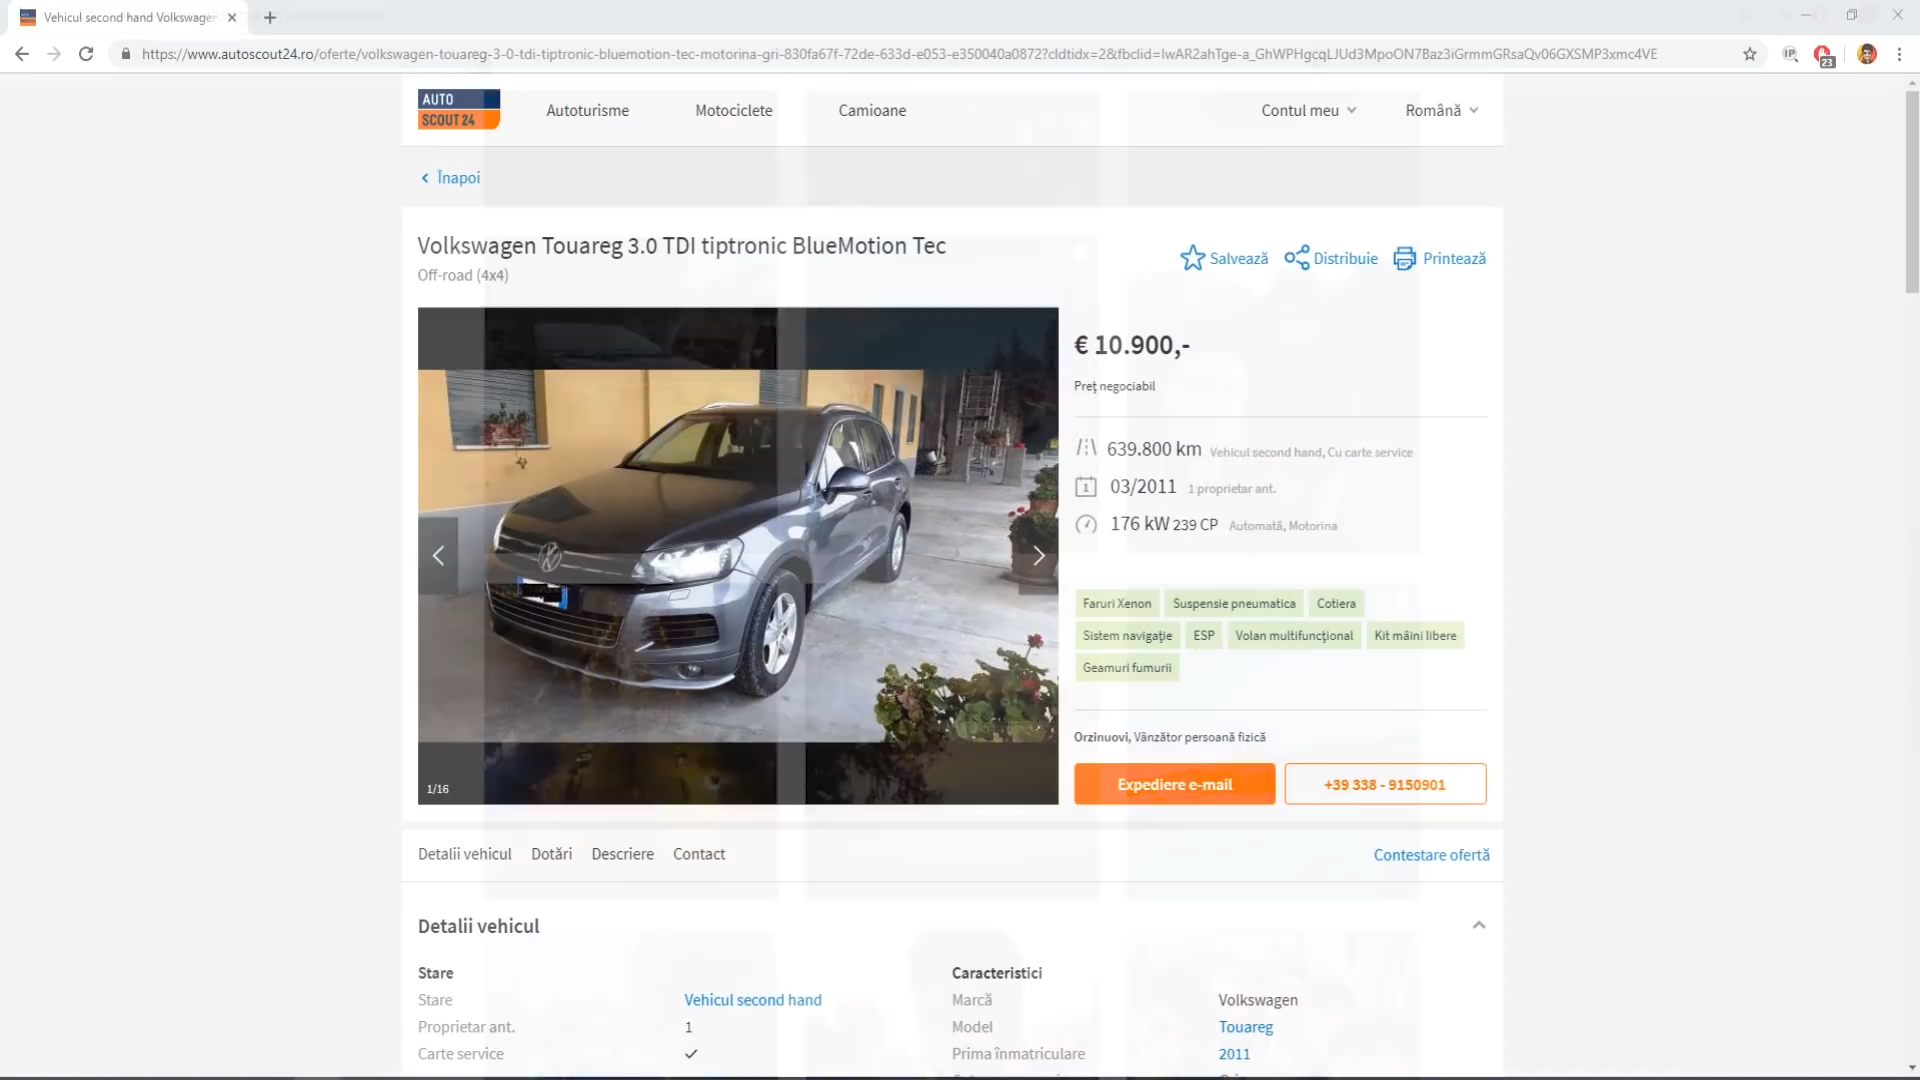 Vehicul second hand Volkswagen
https://www.autoscout24.ro/oferte/volkswagen-touareg-3-0-tdi-tiptronic-bluemotion-tec-motorina-gri-830fa67f-72de-633d-e053-e350040a0872?cldtidx=2&fbclid=IwAR2ahTge-a_GhWPHgcqLJUd3MpoON7Baz3iGrmmGRsaQv06GXSMP3xmc4VE
IP
23
AUTO
SCOUT 24
Autoturisme Motociclete Camioane Contul meu Română
Înapoi
Volkswagen Touareg 3.0 TDI tiptronic BlueMotion Tec
Off-road (4x4)
Salvează Distribuie Printează
€ 10.900,-
Preţ negociabil
639.800 km Vehicul second hand, Cu carte service
1 03/2011 1 proprietar ant.
176 kW 239 CP Automată, Motorina
Faruri Xenon Suspensie pneumatica Cotiera
Sistem navigaţie ESP Volan multifuncţional Kit mâini libere
Geamuri fumurii
Orzinuovi, Vânzător persoană fizică
Expediere e-mail +39 338 - 9150901
1/16
Detalii vehicul Dotări Descriere Contact Contestare ofertă
Detalii vehicul
Stare Caracteristici
Stare Vehicul second hand Marcă Volkswagen
Proprietar ant. 1 Model Touareg
Carte service Prima înmatriculare 2011